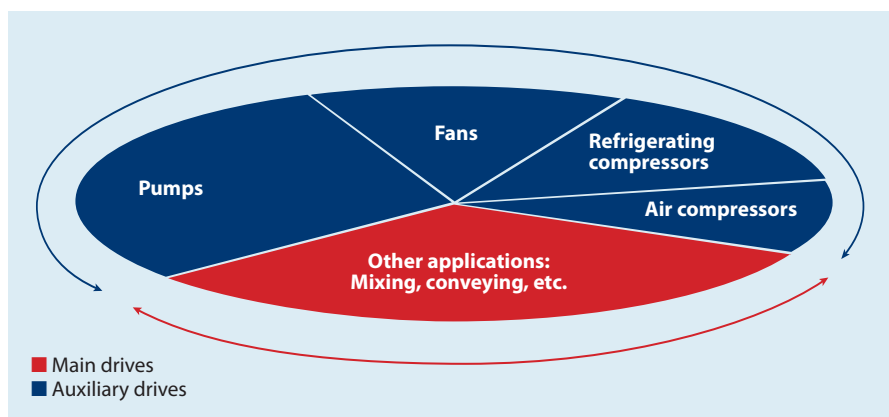 Fans
Refrigerating
compressors
Pumps
Air compressors
Other applications:
Mixing, conveying, etc.
Main drives
Auxiliary drives